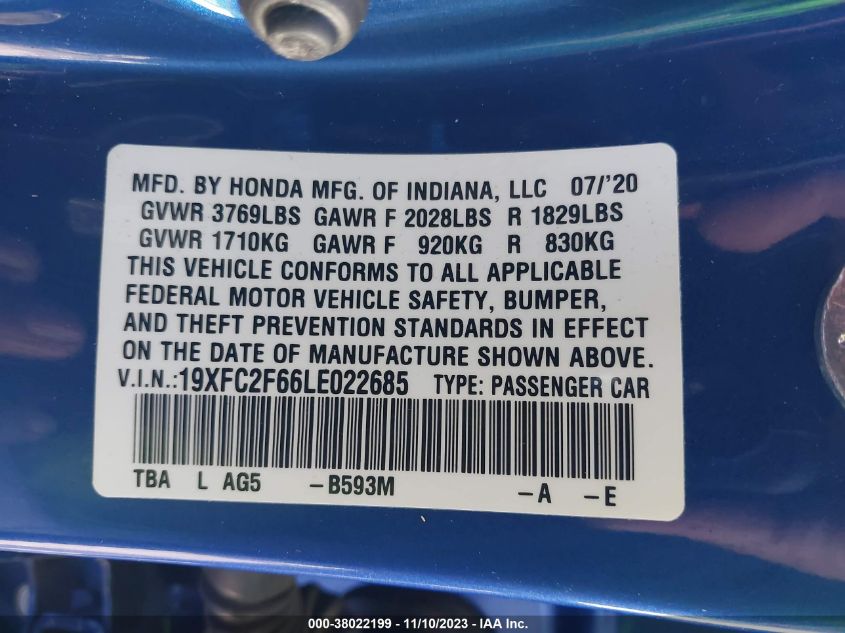 MFD. BY HONDA MFG. OF INDIANA, LLC 07/'20
GVWR 3769LBS GAWR F 2028LBS R 1829LBS
GVWR 1710KG GAWR F 920KG R 830KG
THIS VEHICLE CONFORMS TO ALL APPLICABLE
FEDERAL MOTOR VEHICLE SAFETY, BUMPER,
AND THEFT PREVENTION STANDARDS IN EFFECT
ON THE DATE OF MANUFACTURE SHOWN ABOVE.
V.I.N.:19XFC2F66LE022685 TYPE: PASSENGER CAR
TBA L AG5 -B593M -A -E
000-38022199 - 11/10/2023 - IAA Inc.